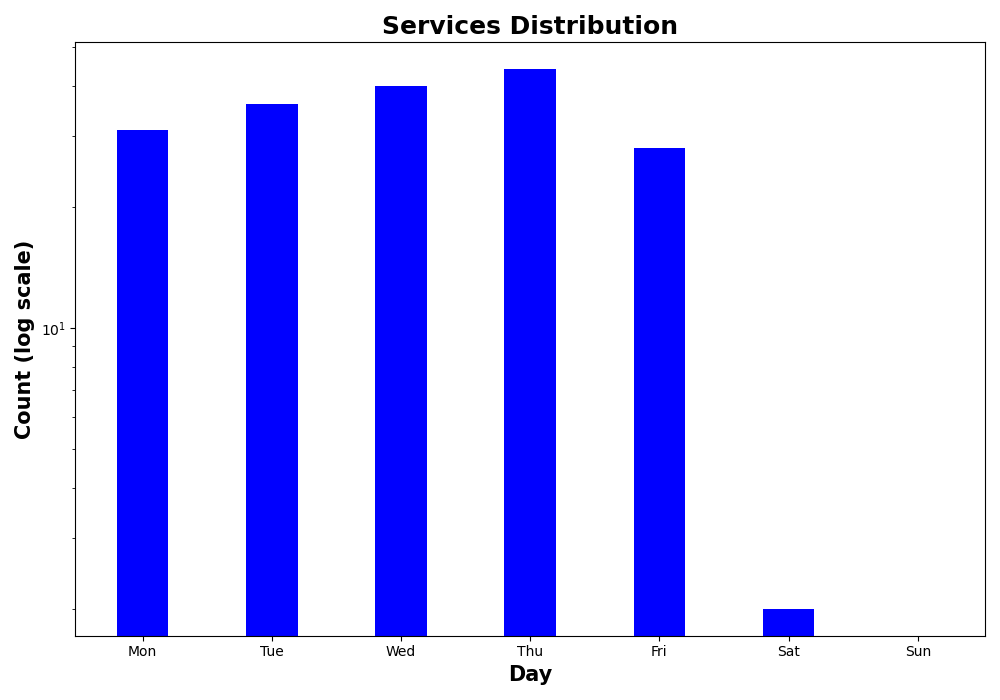 Services Distribution
Count (log scale)
10¹
Mon Tue Wed Thu Fri Sat Sun
Day